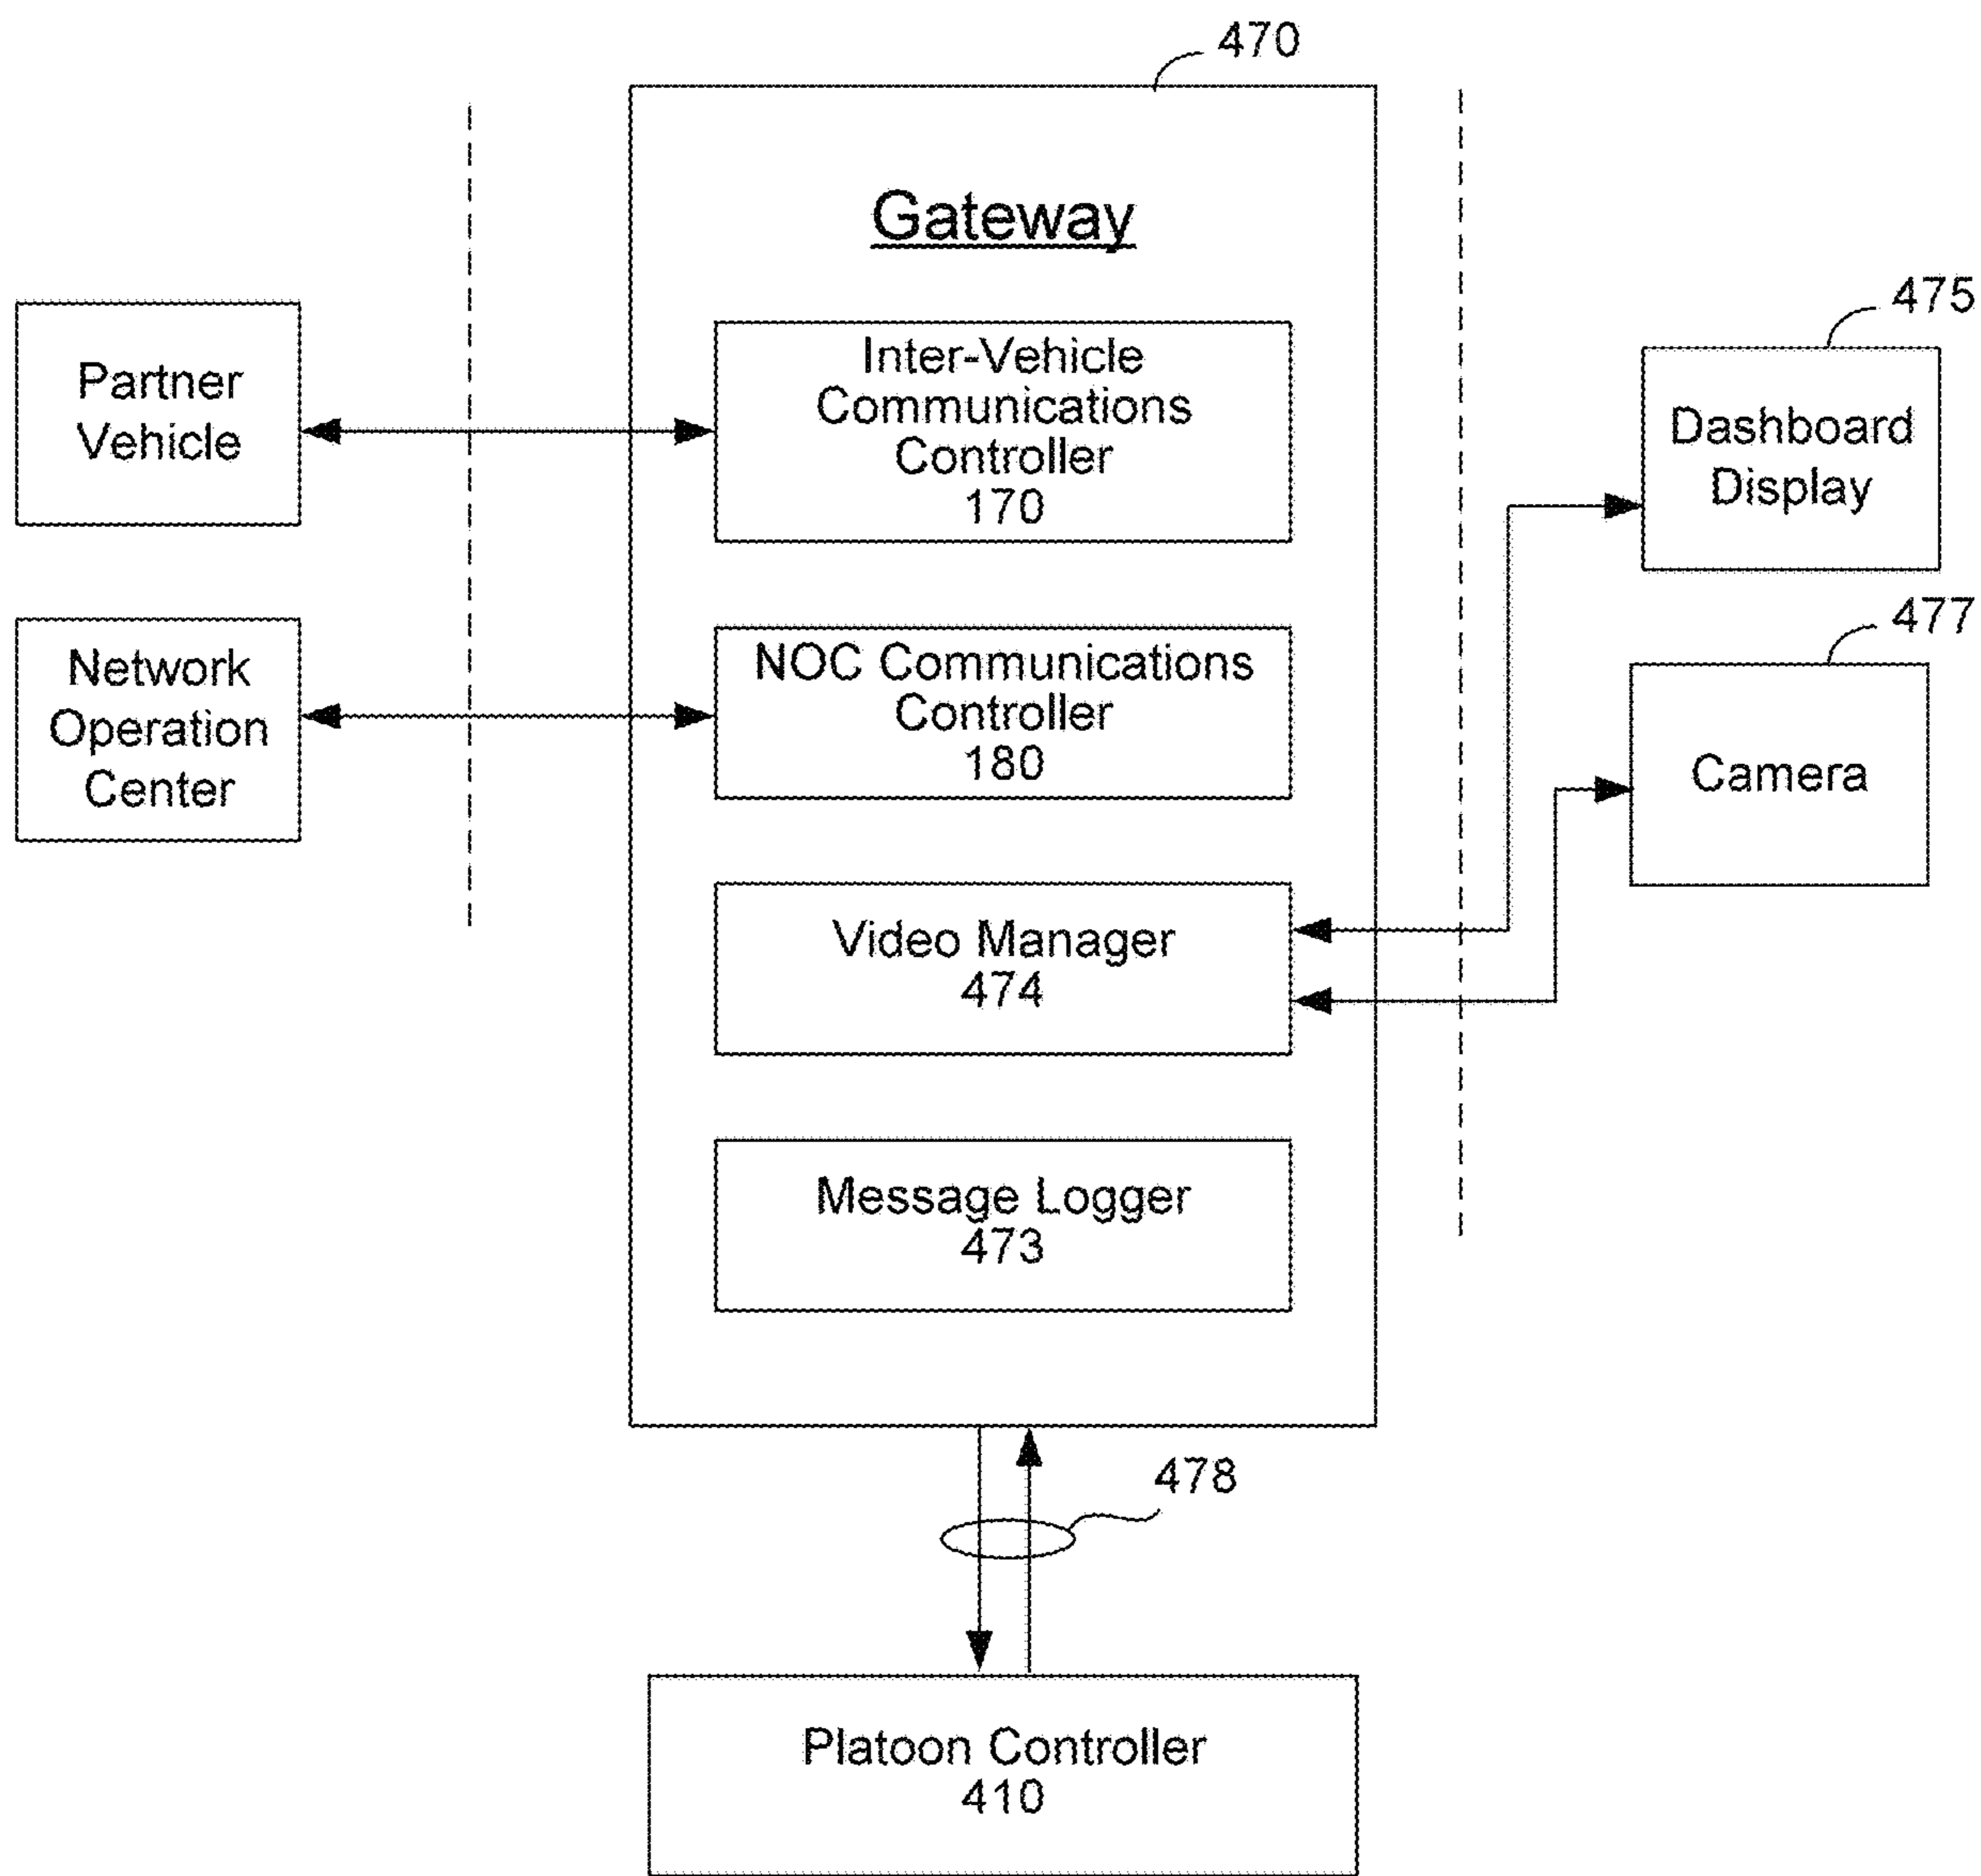 470
Gateway
475
Partner
Vehicle
Inter-Vehicle
Communications
Controller
170
Dashboard
Display
477
Network
Operation
Center
NOC Communications
Controller
180
Camera
Video Manager
474
Message Logger
473
478
Platoon Controller
410